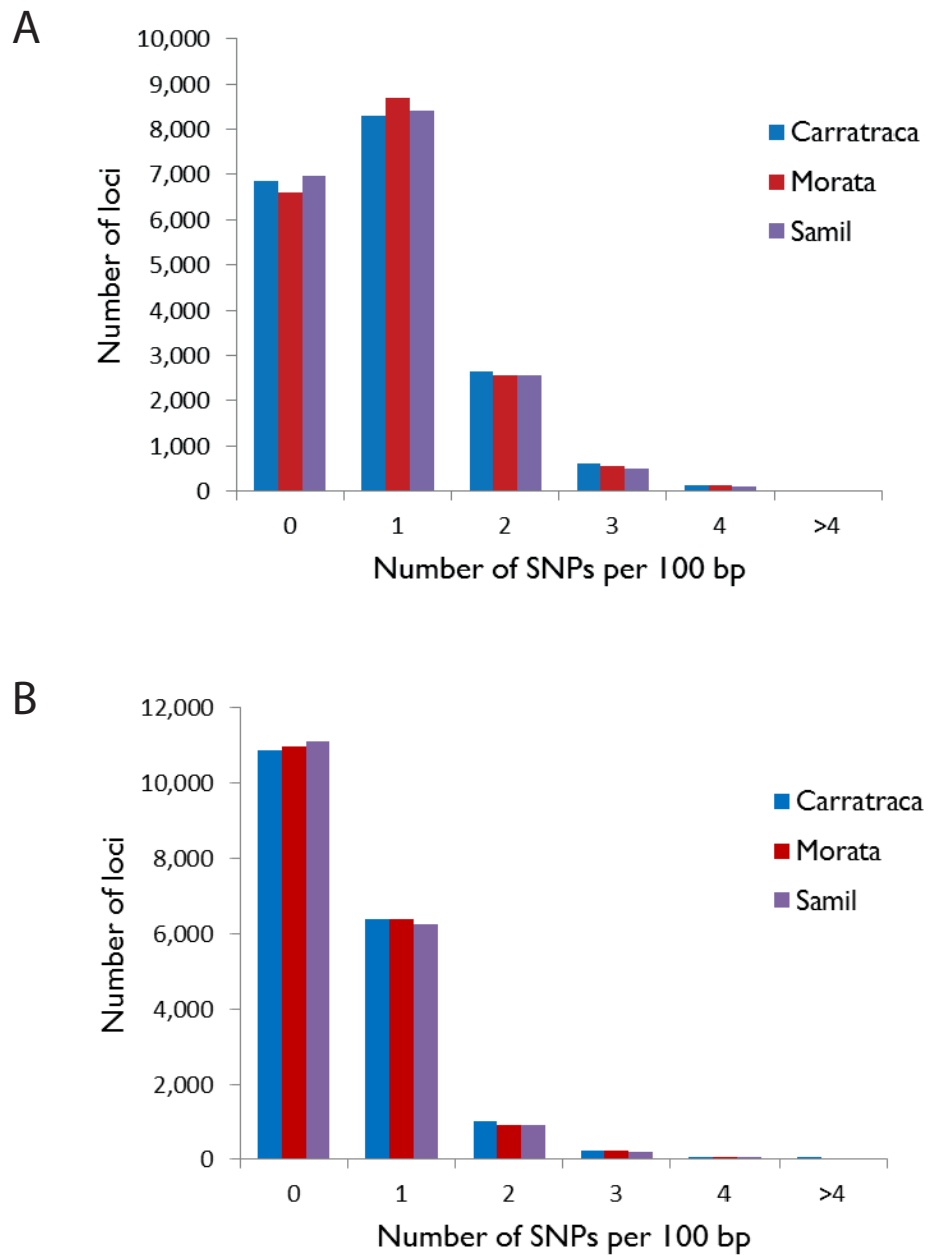 A
10,000
9,000
8,000
7,000
6,000
5,000
4,000
3,000
2,000
1,000
0
Number of loci
Carratraca
Morata
Samil
0 1 2 3 4 >4
Number of SNPs per 100 bp
B
12,000
10,000
8,000
6,000
4,000
2,000
0
Number of loci
Carratraca
Morata
Samil
0 1 2 3 4 >4
Number of SNPs per 100 bp